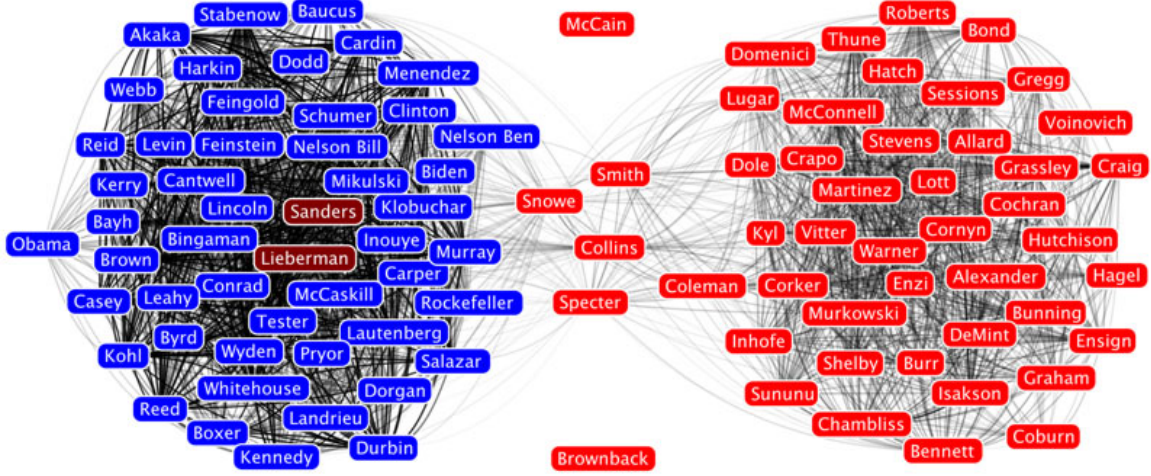 Stabenow
Baucus
Akaka
Cardin
Dodd
Harkin
Menendez
Webb
Feingold
Schumer
Clinton
Nelson Ben
Reid
Levin
Feinstein
Nelson Bill
Biden
Kerry
Cantwell
Mikulski
Lincoln
Sanders
Klobuchar
Bayh
Obama
Bingaman
Inouye
Murray
Brown
Lieberman
Carper
Conrad
Casey
Leahy
McCaskill
Rockefeller
Tester
Lautenberg
Byrd
Kohl
Wyden
Pryor
Salazar
Whitehouse
Dorgan
Reed
Landrieu
Boxer
Durbin
Kennedy
McCain
Smith
Snowe
Collins
Specter
Coleman
Brownback
Roberts
Bond
Thune
Domenici
Hatch
Gregg
Sessions
Lugar
McConnell
Voinovich
Stevens
Allard
Dole
Crapo
Grassley
Craig
Martinez
Lott
Cochran
Kyl
Vitter
Cornyn
Hutchison
Warner
Corker
Enzi
Alexander
Hagel
Murkowski
Bunning
DeMint
Inhofe
Ensign
Shelby
Burr
Graham
Sununu
Isakson
Chambliss
Coburn
Bennett